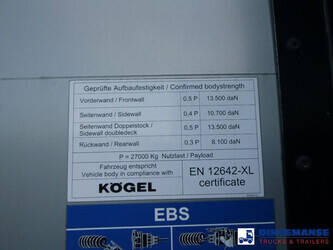 Geprüfte Aufbaufestigkeit / Confirmed bodystrength
Vorderwand / Frontwall 0,5 P 13.500 daN
Seitenwand / Sidewall 0,4 P 10.700 daN
Seitenwand Doppelstock / Sidewall doubledeck 0,5 P 13.500 daN
Rückwand / Rearwall 0,3 P 8.100 daN
P = 27000 Kg Nutzlast / Payload
Fahrzeug entspricht
Vehicle body in compliance with
KÖGEL
EN 12642-XL
certificate
EBS
TRUCKS & TRAILERS